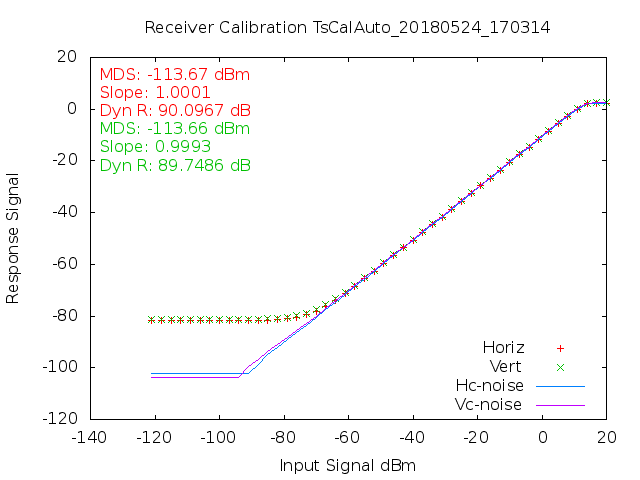 Receiver Calibration TsCalAuto_20180524_170314
20
0
-20
-40
-60
-80
-100
-120
Response Signal
MDS: -113.67 dBm
Slope: 1.0001
Dyn R: 90.0967 dB
MDS: -113.66 dBm
Slope: 0.9993
Dyn R: 89.7486 dB
Horiz
Vert
Hc-noise
Vc-noise
-140 -120 -100 -80 -60 -40 -20 0 20
Input Signal dBm